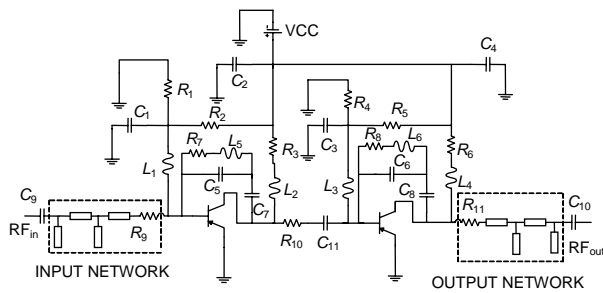 VCC
C2
C4
R1
R4
C1
R2
C3
R5
R7
L5
R3
R8
L6
R6
L1
C5
L2
C6
L3
C8
L4
C7
C9
R9
R10
C11
R11
C10
RFin
RFout
INPUT NETWORK
OUTPUT NETWORK